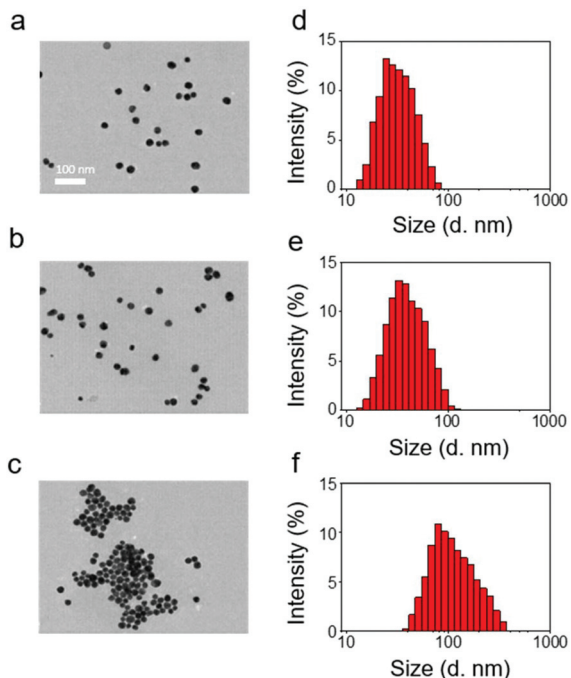 a
100 nm
b
c
d
Intensity (%)
15
10
5
0
10 100 1000
Size (d. nm)
e
Intensity (%)
15
10
5
0
10 100 1000
Size (d. nm)
f
Intensity (%)
15
10
5
0
10 100 1000
Size (d. nm)